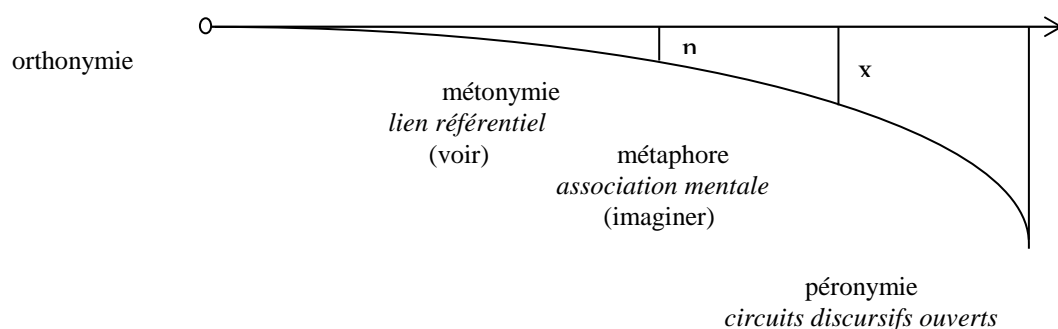 n
orthonymie
x
métonymie
lien référentiel
(voir)
métaphore
association mentale
(imaginer)
péronymie
circuits discursifs ouverts